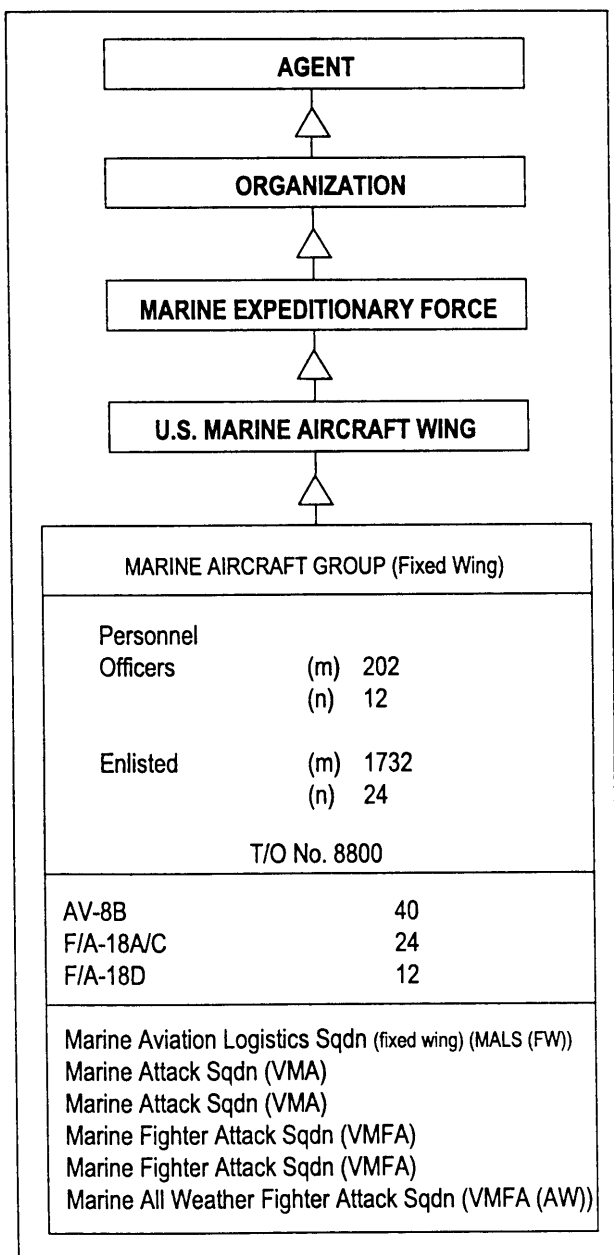 AGENT
ORGANIZATION
MARINE EXPEDITIONARY FORCE
U.S. MARINE AIRCRAFT WING
MARINE AIRCRAFT GROUP (Fixed Wing)
Personnel
Officers (m) 202
(n) 12
Enlisted (m) 1732
(n) 24
T/O No. 8800
AV-8B 40
F/A-18A/C 24
F/A-18D 12
Marine Aviation Logistics Sqdn (fixed wing) (MALS (FW))
Marine Attack Sqdn (VMA)
Marine Attack Sqdn (VMA)
Marine Fighter Attack Sqdn (VMFA)
Marine Fighter Attack Sqdn (VMFA)
Marine All Weather Fighter Attack Sqdn (VMFA (AW))